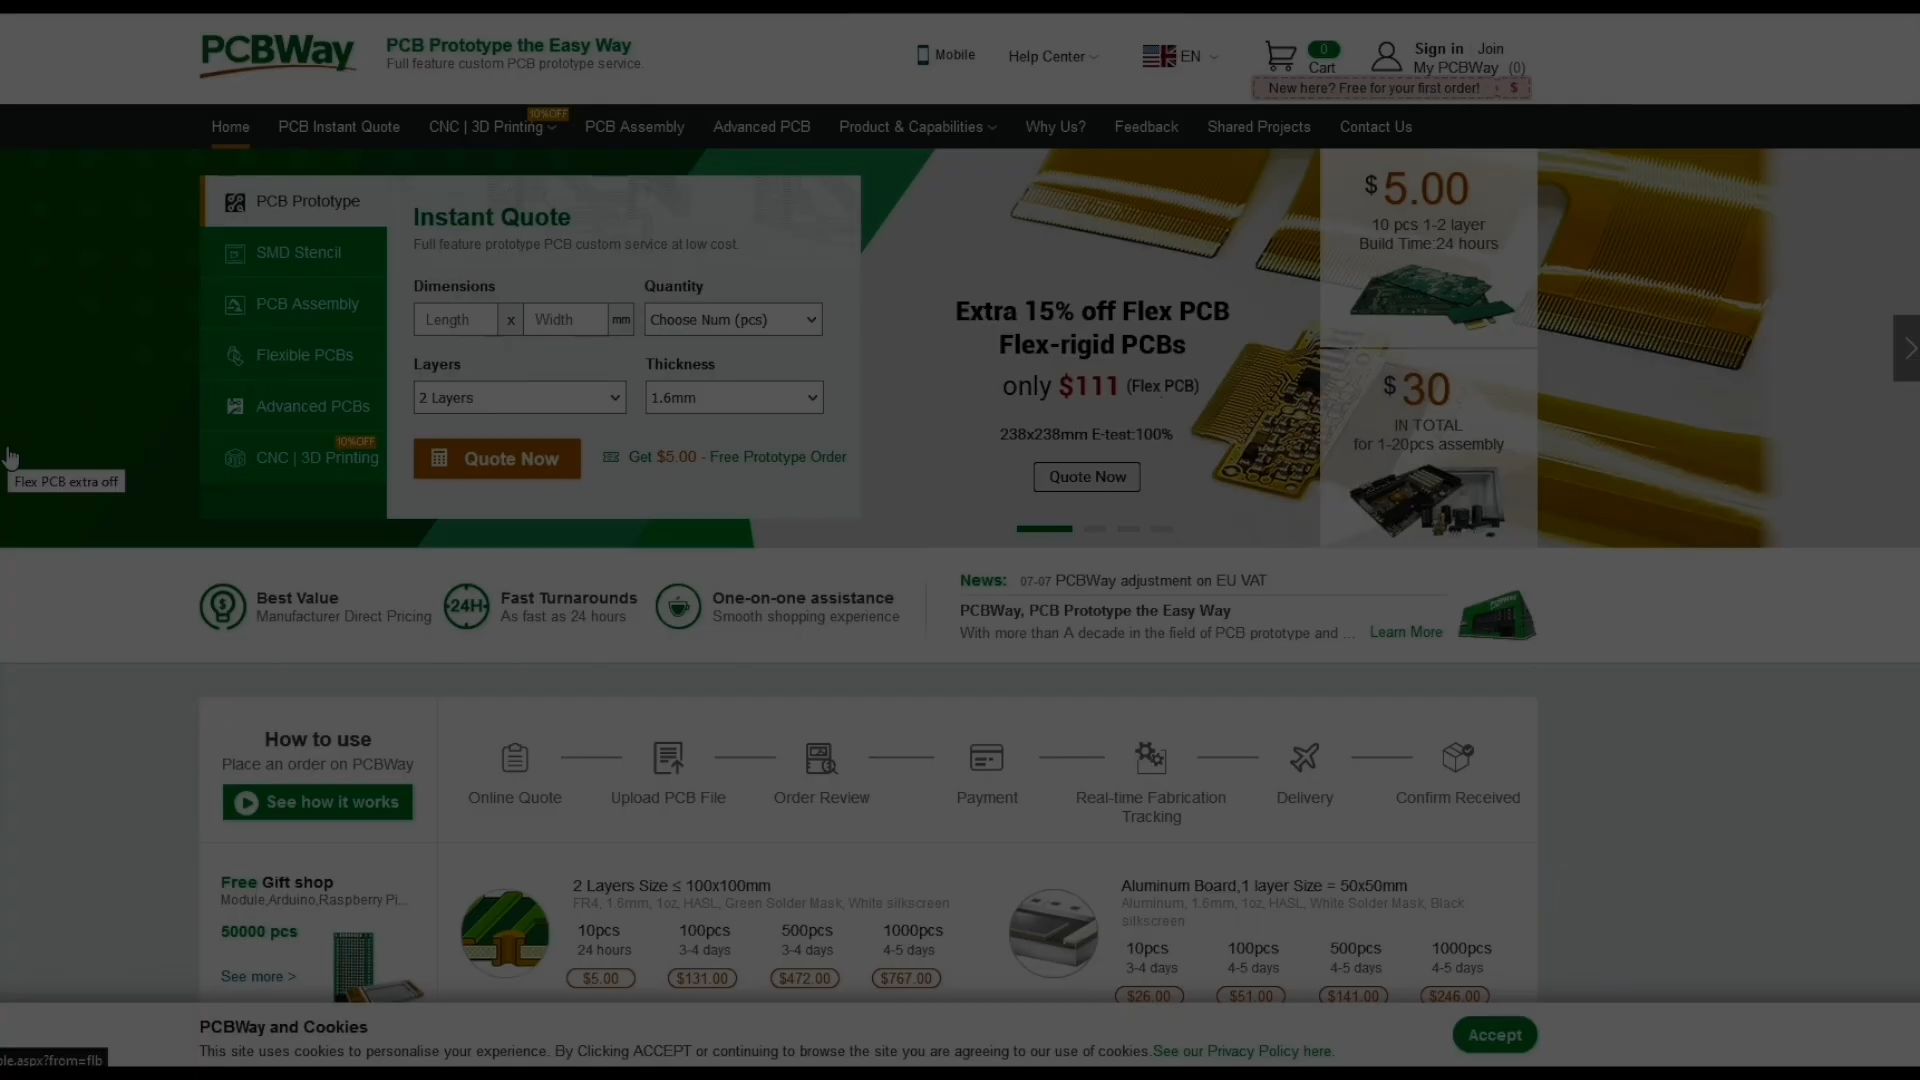 PCBWay
PCB Prototype the Easy Way
Full feature custom PCB prototype service.
Mobile
Help Center
EN
0
Cart
Sign in
Join
My PCBWay (0)
New here? Free for your first order! $
Home
PCB Instant Quote
CNC | 3D Printing
10%OFF
PCB Assembly
Advanced PCB
Product & Capabilities
Why Us?
Feedback
Shared Projects
Contact Us
PCB Prototype
SMD Stencil
PCB Assembly
Flexible PCBs
Advanced PCBs
10%OFF
CNC | 3D Printing
Instant Quote
Full feature prototype PCB custom service at low cost.
Dimensions
Quantity
Length x Width mm
Choose Num (pcs)
Layers
Thickness
2 Layers
1.6mm
Quote Now
Get $5.00 - Free Prototype Order
Extra 15% off Flex PCB
Flex-rigid PCBs
only $111 (Flex PCB)
238x238mm E-test:100%
Quote Now
$5.00
10 pcs 1-2 layer
Build Time:24 hours
$30
IN TOTAL
for 1-20pcs assembly
Flex PCB extra off
Best Value
Manufacturer Direct Pricing
24H
Fast Turnarounds
As fast as 24 hours
One-on-one assistance
Smooth shopping experience
News: 07-07 PCBWay adjustment on EU VAT
PCBWay, PCB Prototype the Easy Way
With more than A decade in the field of PCB prototype and ... Learn More
How to use
Place an order on PCBWay
See how it works
Online Quote
Upload PCB File
Order Review
Payment
Real-time Fabrication
Tracking
Delivery
Confirm Received
Free Gift shop
Module,Arduino,Raspberry Pi...
50000 pcs
See more >
2 Layers Size ≤ 100x100mm
FR4, 1.6mm, 1oz, HASL, Green Solder Mask, White silkscreen
10pcs 100pcs 500pcs 1000pcs
24 hours 3-4 days 3-4 days 4-5 days
$5.00 $131.00 $472.00 $767.00
Aluminum Board,1 layer Size = 50x50mm
Aluminum, 1.6mm, 1oz, HASL, White Solder Mask, Black
silkscreen
10pcs 100pcs 500pcs 1000pcs
3-4 days 4-5 days 4-5 days 4-5 days
$26.00 $51.00 $141.00 $246.00
PCBWay and Cookies
This site uses cookies to personalise your experience. By Clicking ACCEPT or continuing to browse the site you are agreeing to our use of cookies.See our Privacy Policy here.
Accept
ble.aspx?from=flb